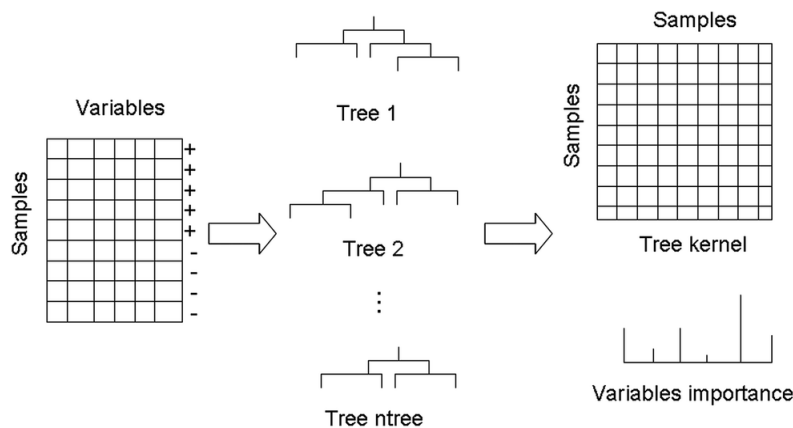 Variables
Samples
+
+
+
+
+
-
-
-
-
Tree 1
Tree 2
⋮
Tree ntree
Samples
Samples
Tree kernel
Variables importance